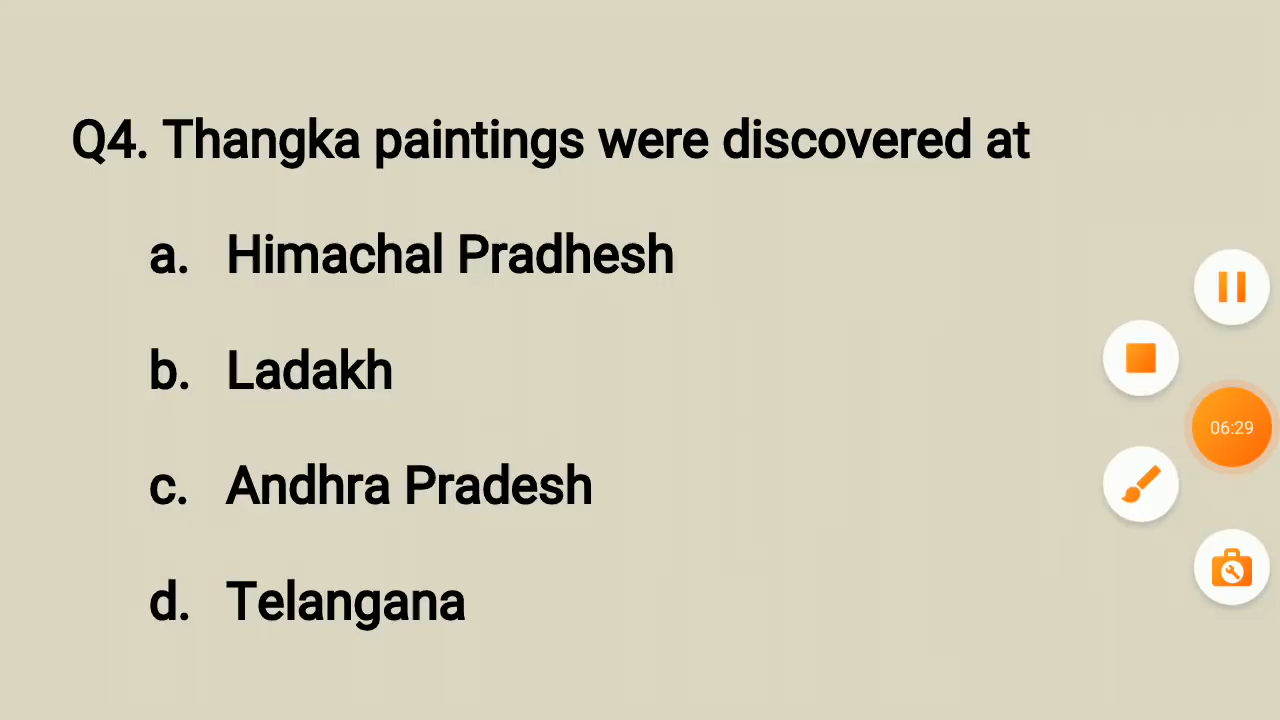 Q4. Thangka paintings were discovered at
a. Himachal Pradhesh
b. Ladakh
c. Andhra Pradesh
d. Telangana
06:29